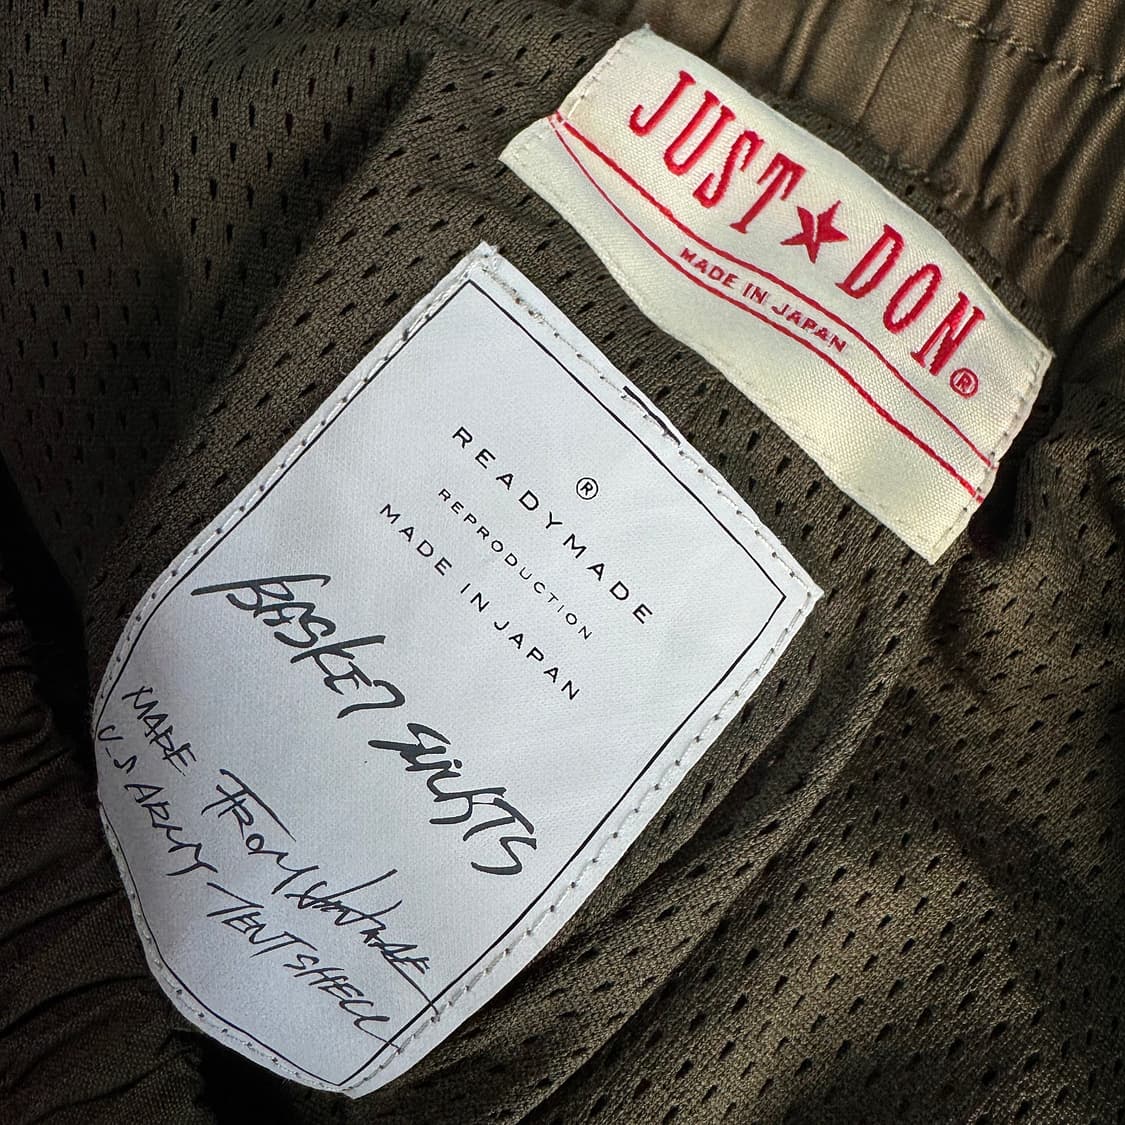 JUST★DON®
MADE IN JAPAN
®
READYMADE
REPRODUCTION
MADE IN JAPAN
BASKET SHORTS
MADE FROM VINTAGE
U.S ARMY TENT SHELL